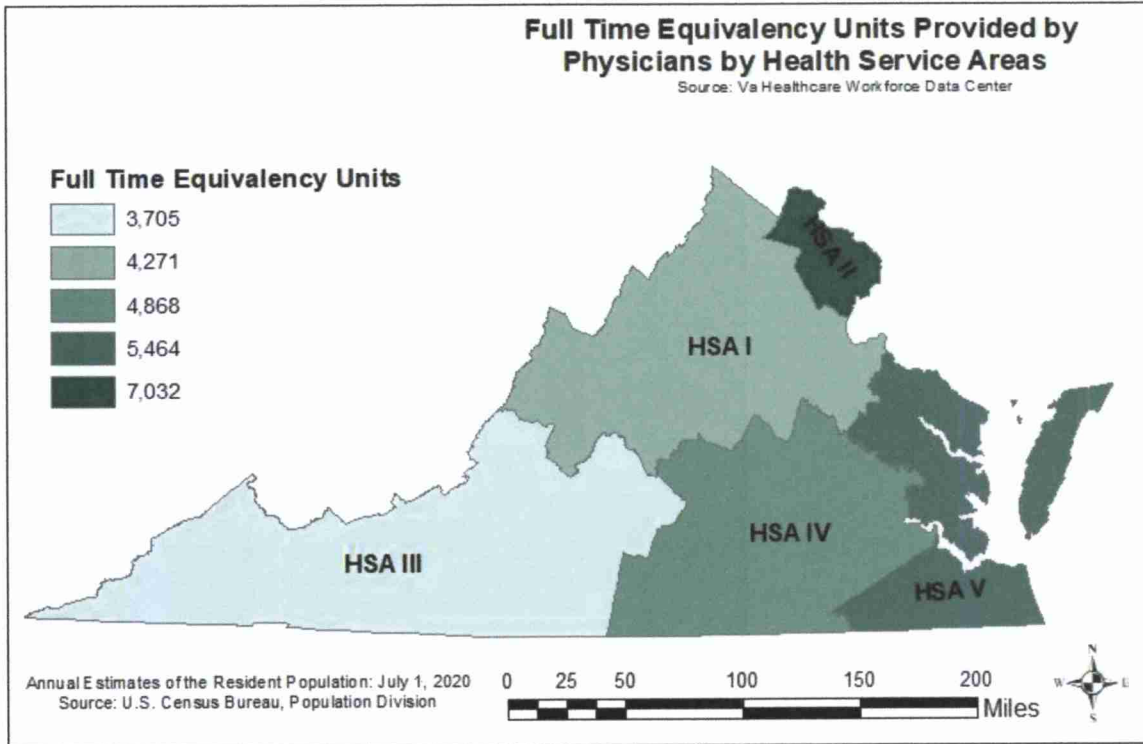 Full Time Equivalency Units Provided by
Physicians by Health Service Areas
Source: Va Healthcare Workforce Data Center
Full Time Equivalency Units
3,705
4,271
4,868
5,464
7,032
HSA II
HSA I
HSA IV
HSA III
HSA V
Annual Estimates of the Resident Population: July 1, 2020
Source: U.S. Census Bureau, Population Division
0 25 50 100 150 200
Miles
N
W E
S